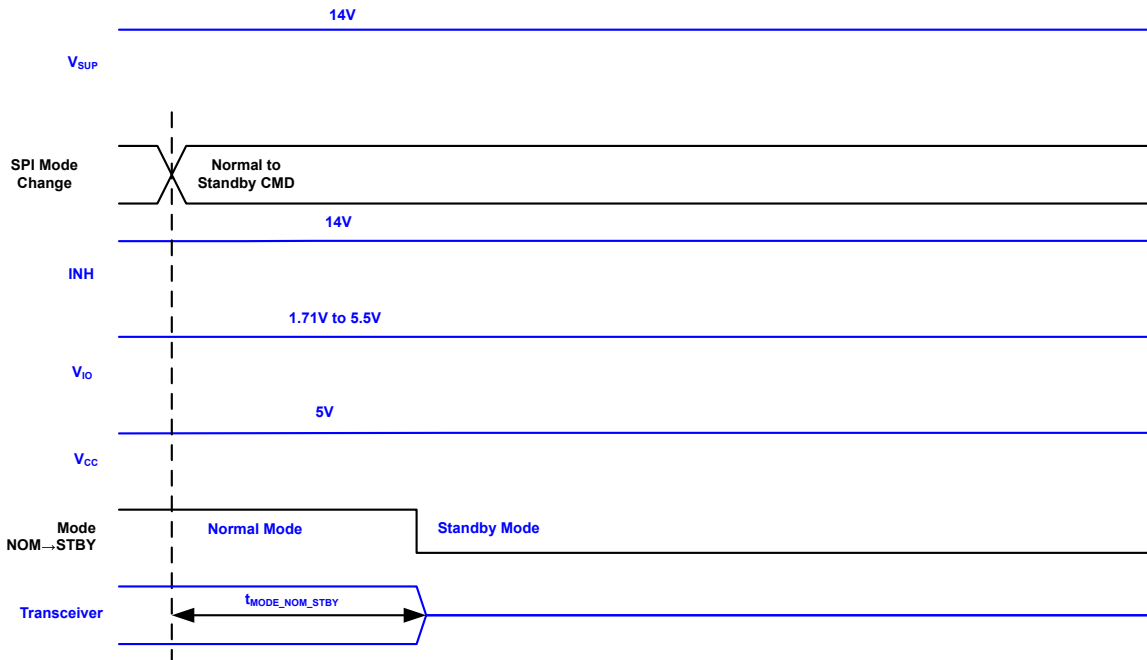 14V
VSUP
SPI Mode
Change
Normal to
Standby CMD
14V
INH
1.71V to 5.5V
VIO
5V
VCC
Mode
NOM→STBY
Normal Mode
Standby Mode
Transceiver
tMODE_NOM_STBY